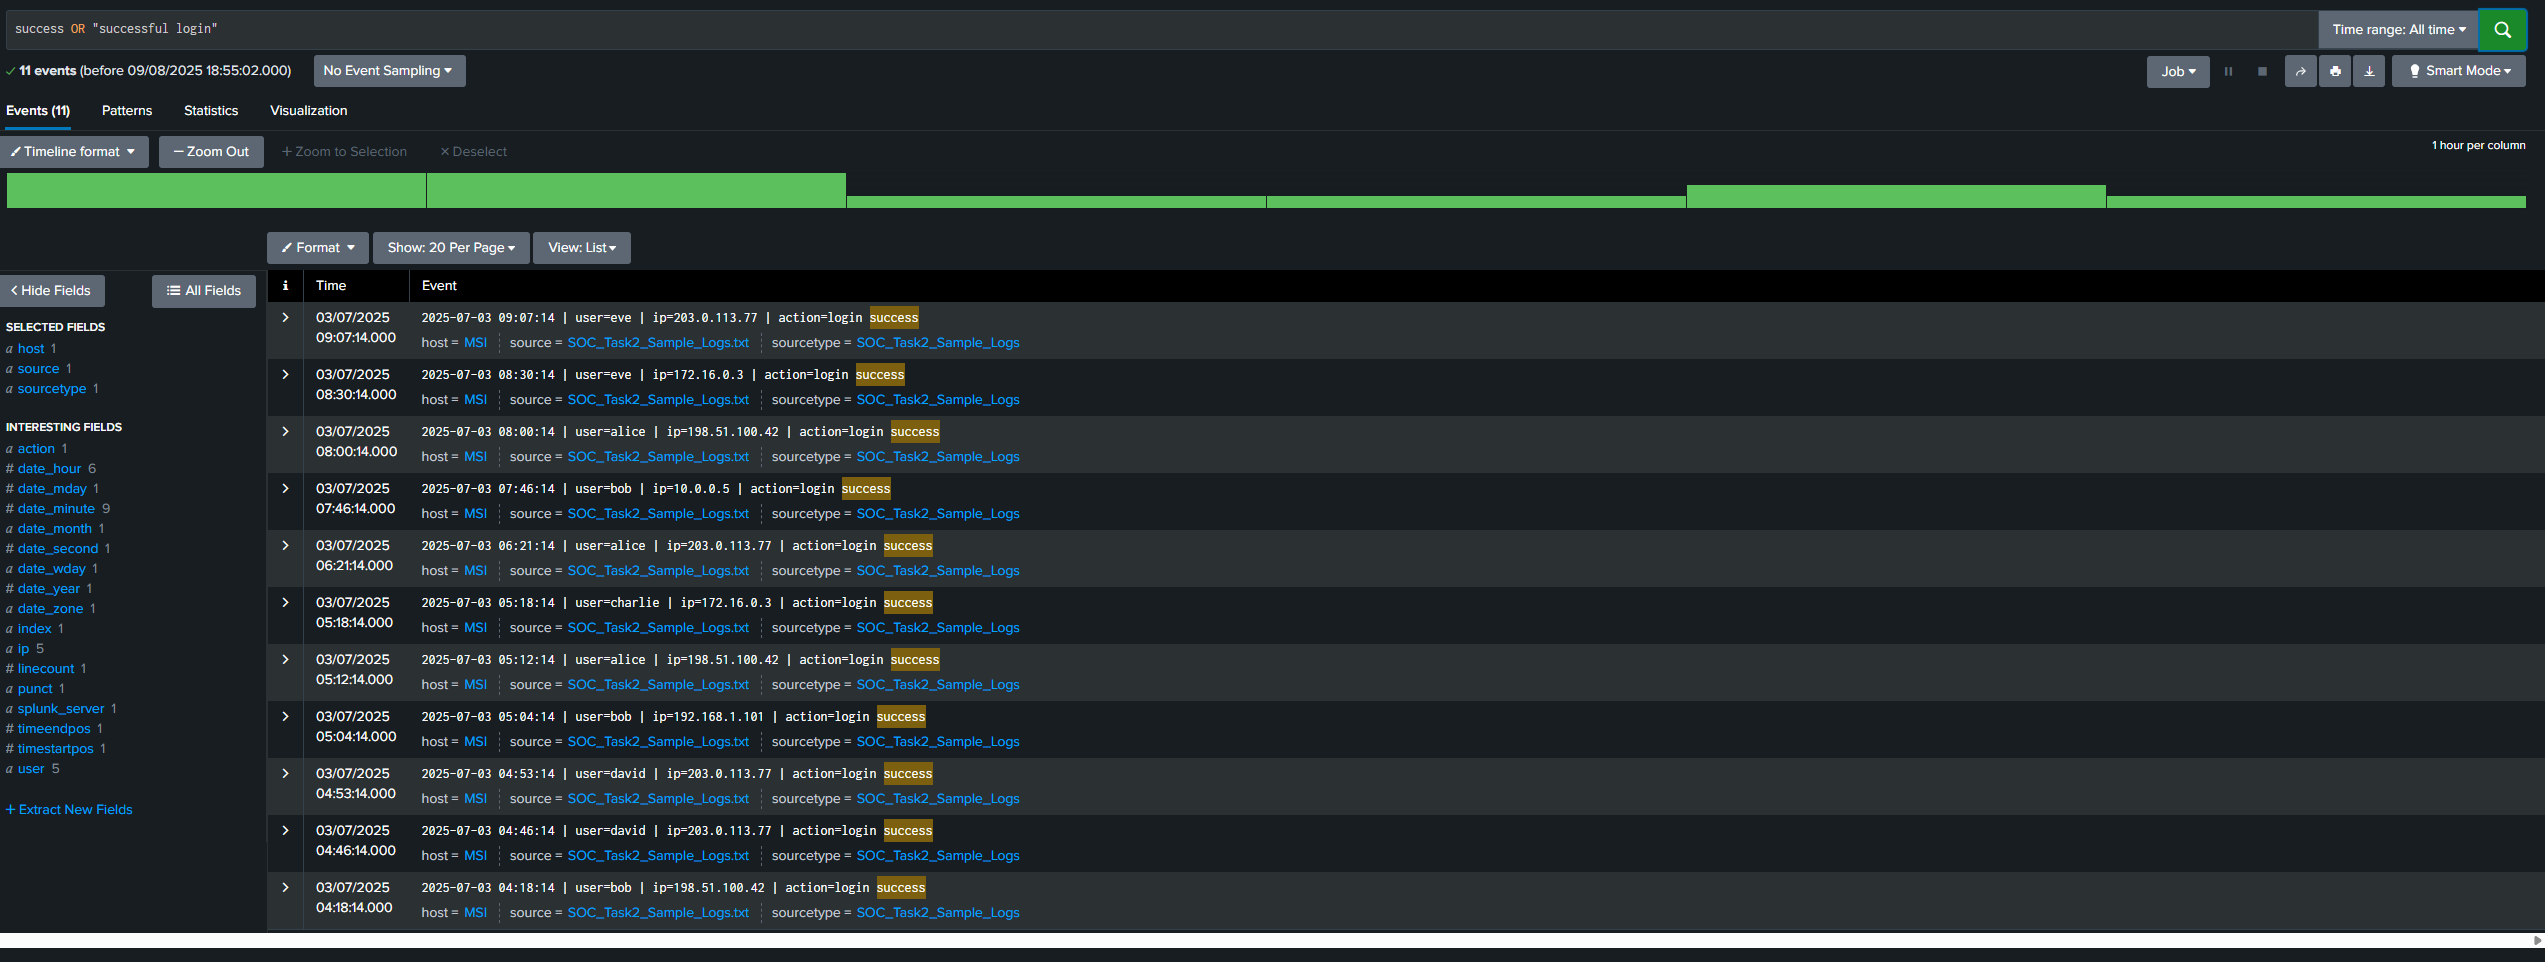 success OR "successful login"
Time range: All time
11 events (before 09/08/2025 18:55:02.000)
No Event Sampling
Job
Smart Mode
Events (11)
Patterns
Statistics
Visualization
Timeline format
— Zoom Out
+ Zoom to Selection
× Deselect
1 hour per column
Format
Show: 20 Per Page
View: List
< Hide Fields
All Fields
SELECTED FIELDS
a host 1
a source 1
a sourcetype 1
INTERESTING FIELDS
a action 1
# date_hour 6
# date_mday 1
# date_minute 9
a date_month 1
# date_second 1
a date_wday 1
# date_year 1
a date_zone 1
a index 1
a ip 5
# linecount 1
a punct 1
a splunk_server 1
# timeendpos 1
# timestartpos 1
a user 5
+ Extract New Fields
i Time Event
03/07/2025
09:07:14.000
2025-07-03 09:07:14 | user=eve | ip=203.0.113.77 | action=login success
host = MSI source = SOC_Task2_Sample_Logs.txt sourcetype = SOC_Task2_Sample_Logs
03/07/2025
08:30:14.000
2025-07-03 08:30:14 | user=eve | ip=172.16.0.3 | action=login success
host = MSI source = SOC_Task2_Sample_Logs.txt sourcetype = SOC_Task2_Sample_Logs
03/07/2025
08:00:14.000
2025-07-03 08:00:14 | user=alice | ip=198.51.100.42 | action=login success
host = MSI source = SOC_Task2_Sample_Logs.txt sourcetype = SOC_Task2_Sample_Logs
03/07/2025
07:46:14.000
2025-07-03 07:46:14 | user=bob | ip=10.0.0.5 | action=login success
host = MSI source = SOC_Task2_Sample_Logs.txt sourcetype = SOC_Task2_Sample_Logs
03/07/2025
06:21:14.000
2025-07-03 06:21:14 | user=alice | ip=203.0.113.77 | action=login success
host = MSI source = SOC_Task2_Sample_Logs.txt sourcetype = SOC_Task2_Sample_Logs
03/07/2025
05:18:14.000
2025-07-03 05:18:14 | user=charlie | ip=172.16.0.3 | action=login success
host = MSI source = SOC_Task2_Sample_Logs.txt sourcetype = SOC_Task2_Sample_Logs
03/07/2025
05:12:14.000
2025-07-03 05:12:14 | user=alice | ip=198.51.100.42 | action=login success
host = MSI source = SOC_Task2_Sample_Logs.txt sourcetype = SOC_Task2_Sample_Logs
03/07/2025
05:04:14.000
2025-07-03 05:04:14 | user=bob | ip=192.168.1.101 | action=login success
host = MSI source = SOC_Task2_Sample_Logs.txt sourcetype = SOC_Task2_Sample_Logs
03/07/2025
04:53:14.000
2025-07-03 04:53:14 | user=david | ip=203.0.113.77 | action=login success
host = MSI source = SOC_Task2_Sample_Logs.txt sourcetype = SOC_Task2_Sample_Logs
03/07/2025
04:46:14.000
2025-07-03 04:46:14 | user=david | ip=203.0.113.77 | action=login success
host = MSI source = SOC_Task2_Sample_Logs.txt sourcetype = SOC_Task2_Sample_Logs
03/07/2025
04:18:14.000
2025-07-03 04:18:14 | user=bob | ip=198.51.100.42 | action=login success
host = MSI source = SOC_Task2_Sample_Logs.txt sourcetype = SOC_Task2_Sample_Logs